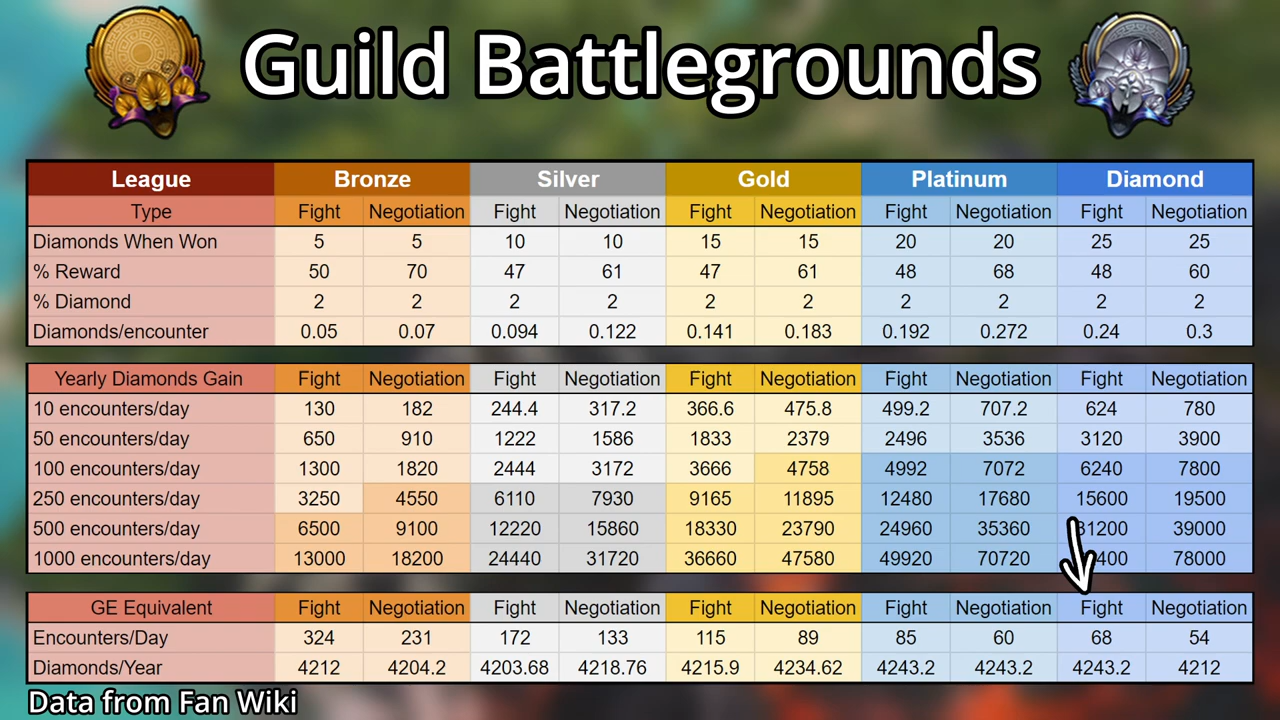 Guild Battlegrounds
League Bronze Silver Gold Platinum Diamond
Type Fight Negotiation Fight Negotiation Fight Negotiation Fight Negotiation Fight Negotiation
Diamonds When Won 5 5 10 10 15 15 20 20 25 25
% Reward 50 70 47 61 47 61 48 68 48 60
% Diamond 2 2 2 2 2 2 2 2 2 2
Diamonds/encounter 0.05 0.07 0.094 0.122 0.141 0.183 0.192 0.272 0.24 0.3
Yearly Diamonds Gain Fight Negotiation Fight Negotiation Fight Negotiation Fight Negotiation Fight Negotiation
10 encounters/day 130 182 244.4 317.2 366.6 475.8 499.2 707.2 624 780
50 encounters/day 650 910 1222 1586 1833 2379 2496 3536 3120 3900
100 encounters/day 1300 1820 2444 3172 3666 4758 4992 7072 6240 7800
250 encounters/day 3250 4550 6110 7930 9165 11895 12480 17680 15600 19500
500 encounters/day 6500 9100 12220 15860 18330 23790 24960 35360 31200 39000
1000 encounters/day 13000 18200 24440 31720 36660 47580 49920 70720 78000
GE Equivalent Fight Negotiation Fight Negotiation Fight Negotiation Fight Negotiation Fight Negotiation
Encounters/Day 324 231 172 133 115 89 85 60 68 54
Diamonds/Year 4212 4204.2 4203.68 4218.76 4215.9 4234.62 4243.2 4243.2 4243.2 4212
Data from Fan Wiki